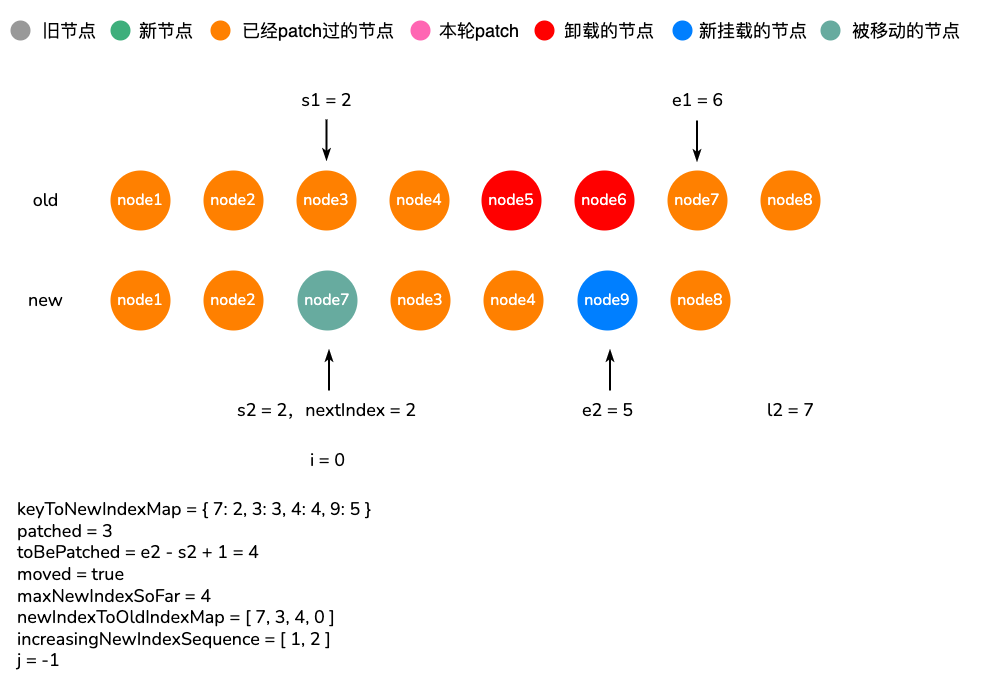 旧节点 新节点 已经patch过的节点 本轮patch 卸载的节点 新挂载的节点 被移动的节点
s1 = 2 e1 = 6
old node1 node2 node3 node4 node5 node6 node7 node8
new node1 node2 node7 node3 node4 node9 node8
s2 = 2，nextIndex = 2 e2 = 5 l2 = 7
i = 0
keyToNewIndexMap = { 7: 2, 3: 3, 4: 4, 9: 5 }
patched = 3
toBePatched = e2 - s2 + 1 = 4
moved = true
maxNewIndexSoFar = 4
newIndexToOldIndexMap = [ 7, 3, 4, 0 ]
increasingNewIndexSequence = [ 1, 2 ]
j = -1